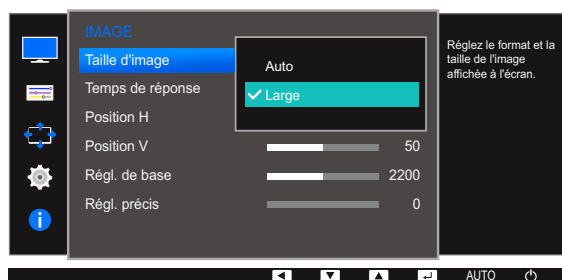 IMAGE
Taille d'image
Auto
Large
Temps de réponse
Position H
Position V
50
Régl. de base
2200
Régl. précis
0
Réglez le format et la
taille de l'image
affichée à l'écran.
AUTO